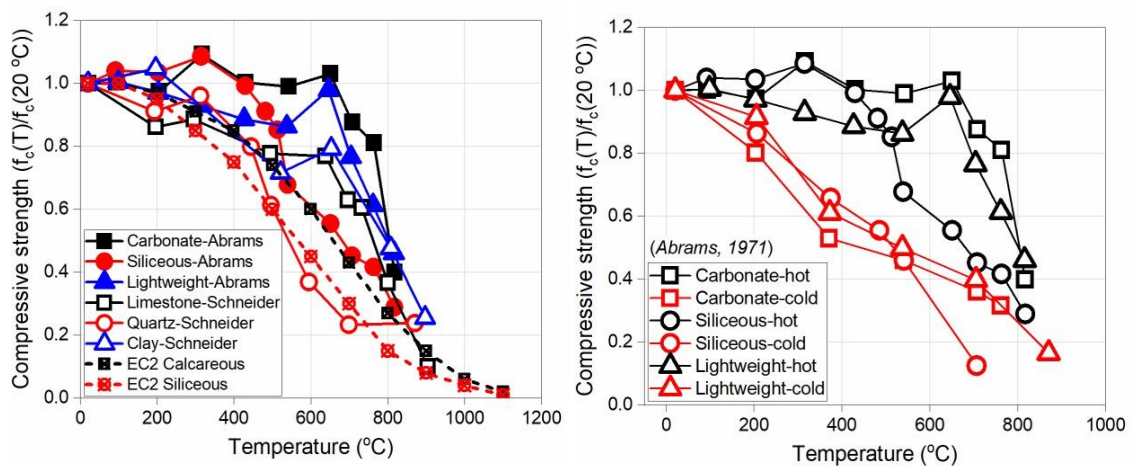 1.2
1.0
0.8
0.6
0.4
0.2
0.0
Compressive strength (fc(T)/fc(20 ºC))
Carbonate-Abrams
Siliceous-Abrams
Lightweight-Abrams
Limestone-Schneider
Quartz-Schneider
Clay-Schneider
EC2 Calcareous
EC2 Siliceous
0 200 400 600 800 1000 1200
Temperature (ºC)
1.2
1.0
0.8
0.6
0.4
0.2
0.0
Compressive strength (fc(T)/fc(20 ºC))
(Abrams, 1971)
Carbonate-hot
Carbonate-cold
Siliceous-hot
Siliceous-cold
Lightweight-hot
Lightweight-cold
0 200 400 600 800 1000
Temperature (ºC)